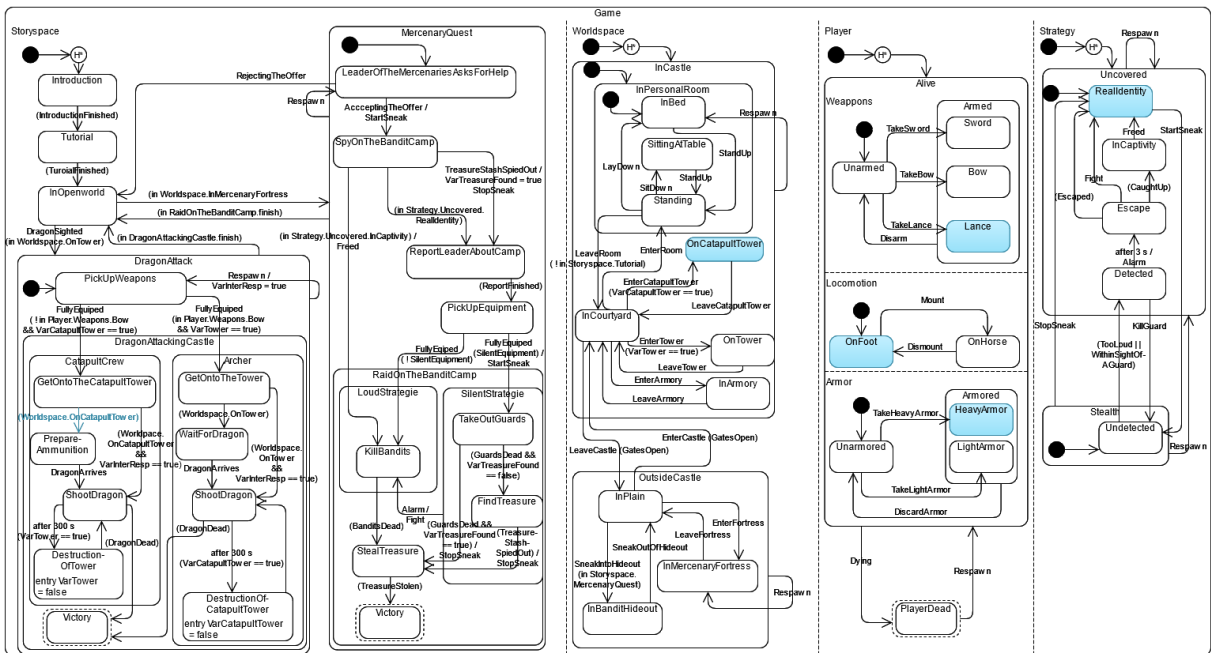 Game
Storyspace
H*
Introduction
(IntroductionFinished)
Tutorial
(TuroialFinished)
InOpenworld
RejectingTheOffer
(in Worldspace.InMercenaryFortress
(in RaidOnTheBanditCamp.finish)
DragonSighted
(in Worldspace.OnTower)
(in DragonAttackingCastle.finish)
DragonAttack
PickUpWeapons
Respawn /
VarInterResp = true
FullyEquiped
( ! in Player.Weapons.Bow
&& VarCatapultTower == true)
FullyEquiped
(in Player.Weapons.Bow
&& VarTower == true)
DragonAttackingCastle
CatapultCrew
GetOntoTheCatapultTower
(Worldspace.OnCatapultTower)
Prepare-
Ammunition
(Worldpace.
OnCatapultTower
&&
VarInterResp == true)
DragonArrives
ShootDragon
after 300 s
(VarTower == true)
(DragonDead)
Destruction-
OfTower
entry VarTower
= false
Victory
Archer
GetOntoTheTower
(Worldspace.OnTower)
WaitForDragon
(Worldspace.
OnTower
&&
VarInterResp == true)
DragonArrives
ShootDragon
(DragonDead)
after 300 s
(VarCatapultTower == true)
DestructionOf-
CatapultTower
entry VarCatapultTower
= false
MercenaryQuest
LeaderOfTheMercenariesAsksForHelp
Respawn
AccceptingTheOffer /
StartSneak
SpyOnTheBanditCamp
TreasureStashSpiedOut /
VarTreasureFound = true
StopSneak
(in Strategy.Uncovered.
RealIdentity)
(in Strategy.Uncovered.InCaptivity) /
Freed
ReportLeaderAboutCamp
(ReportFinished)
PickUpEquipment
FullyEqiped
( ! SilentEquipment)
FullyEquiped
(SilentEquipment) /
StartSneak
RaidOnTheBanditCamp
LoudStrategie
KillBandits
SilentStrategie
TakeOutGuards
(GuardsDead &&
VarTreasureFound
== false)
FindTreasure
Alarm /
Fight
(BanditsDead)
(GuardsDead &&
VarTreasureFound
== true) /
StopSneak
(Treasure-
Stash-
SpiedOut) /
StopSneak
StealTreasure
(TreasureStolen)
Victory
Worldspace
H*
InCastle
InPersonalRoom
InBed
Respawn
SittingAtTable
StandUp
LayDown
StandUp
SitDown
Standing
LeaveRoom
( ! in.Storyspace.Tutorial)
EnterRoom
OnCatapultTower
EnterCatapultTower
(VarCatapultTower == true)
LeaveCatapultTower
InCourtyard
EnterTower
(VarTower == true)
OnTower
LeaveTower
EnterArmory
InArmory
LeaveArmory
EnterCastle (GatesOpen)
LeaveCastle (GatesOpen)
OutsideCastle
InPlain
EnterFortress
LeaveFortress
SneakOutOfHideout
InMercenaryFortress
SneakIntoHideout
(in Storyspace.
MercenaryQuest)
Respawn
InBanditHideout
Player
H*
Alive
Weappons
Armed
Sword
TakeSword
Unarmed
TakeBow
Bow
TakeLance
Lance
Disarm
Locomotion
Mount
OnFoot
Dismount
OnHorse
Armor
Armored
TakeHeavyArmor
HeavyArmor
Unarmored
LightArmor
TakeLightArmor
DiscardArmor
Dying
Respawn
PlayerDead
Strategy
H*
Respawn
Uncovered
RealIdentity
Freed
StartSneak
InCaptivity
Fight
(CaughtUp)
(Escaped)
Escape
after 3 s /
Alarm
Detected
StopSneak
KillGuard
(TooLoud ||
WithinSightOf-
AGuard)
Stealth
Undetected
Respawn